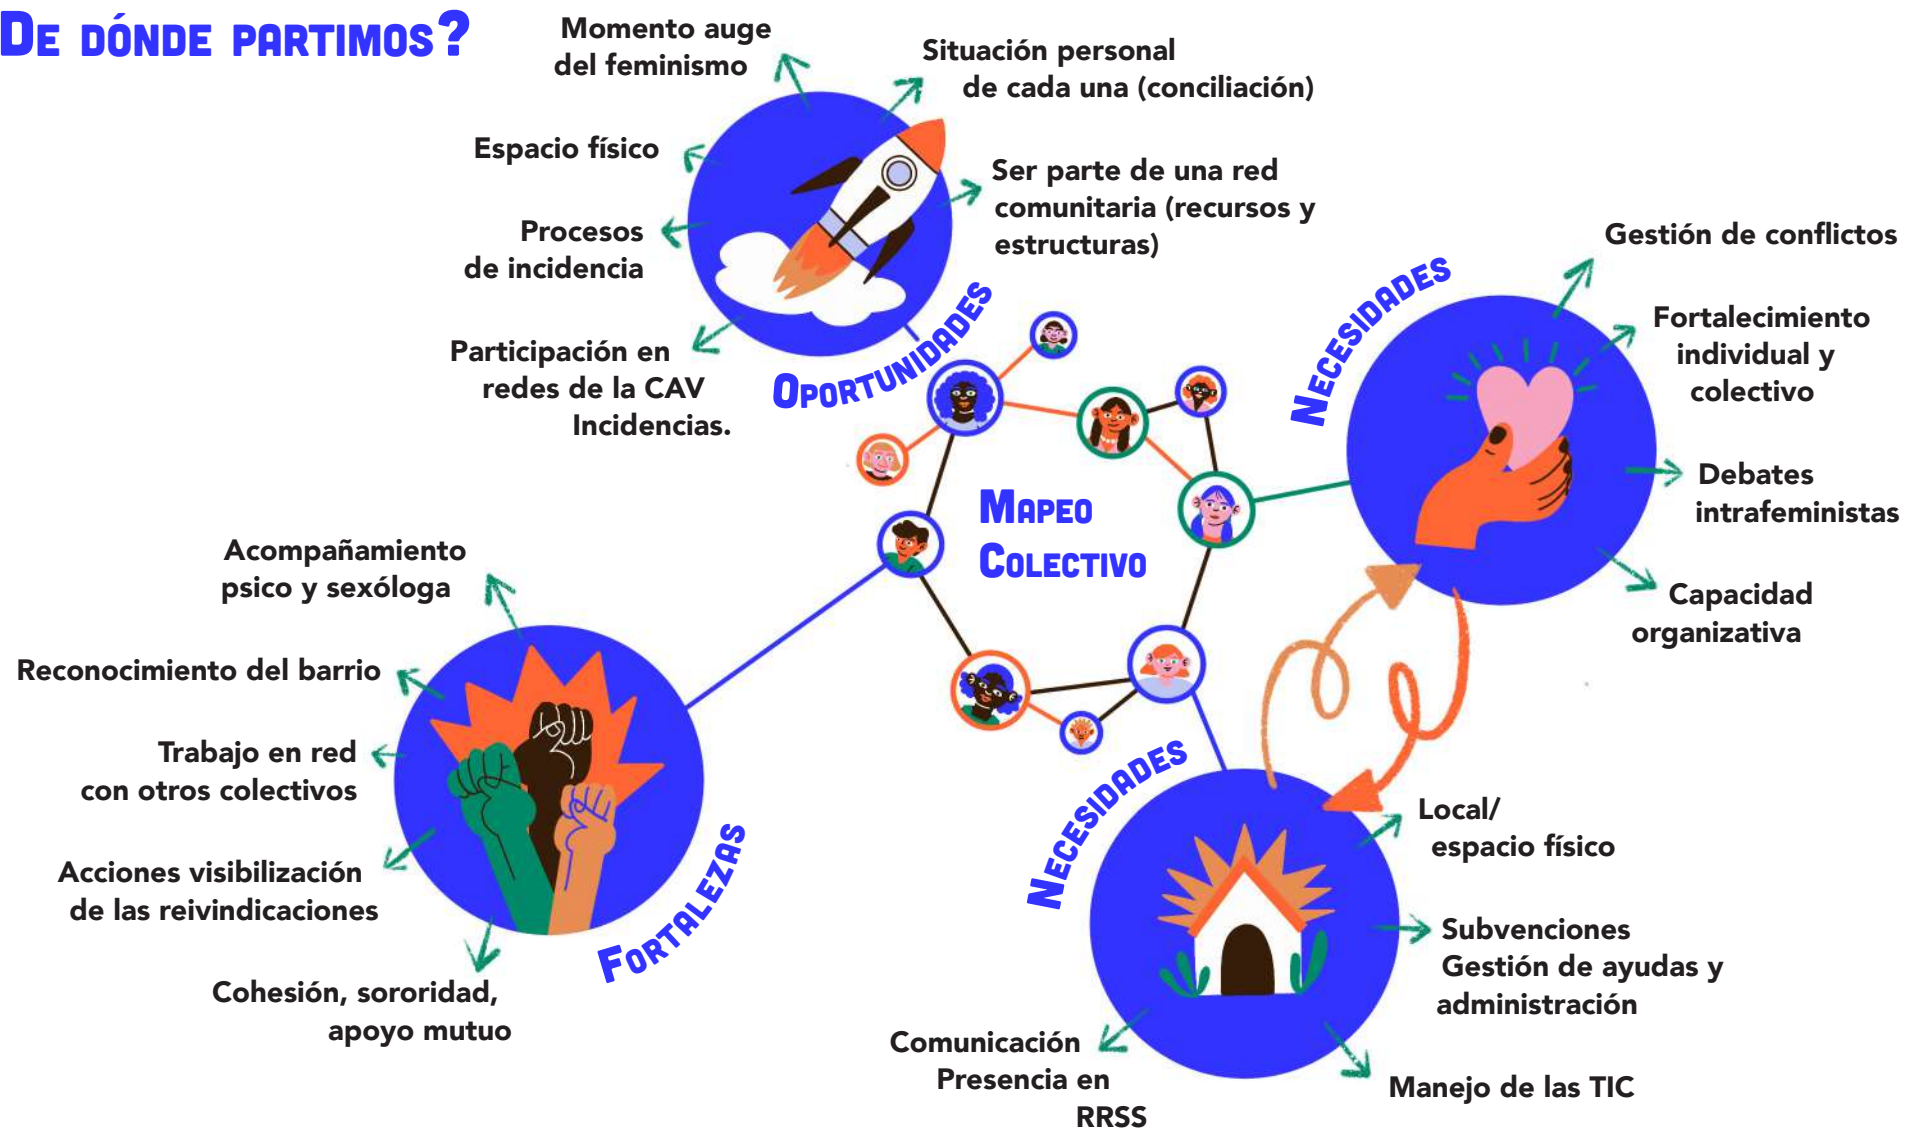 DE DÓNDE PARTIMOS?
Momento auge
del feminismo
Situación personal
de cada una (conciliación)
Espacio físico
Ser parte de una red
comunitaria (recursos y
estructuras)
Procesos
de incidencia
Participación en
redes de la CAV
Incidencias.
OPORTUNIDADES
Gestión de conflictos
Fortalecimiento
individual y
colectivo
Debates
intrafeministas
Capacidad
organizativa
NECESIDADES
MAPEO
COLECTIVO
Acompañamiento
psico y sexóloga
Reconocimiento del barrio
Trabajo en red
con otros colectivos
Acciones visibilización
de las reivindicaciones
Cohesión, sororidad,
apoyo mutuo
FORTALEZAS
NECESIDADES
Local/
espacio físico
Subvenciones
Gestión de ayudas y
administración
Manejo de las TIC
Comunicación
Presencia en
RRSS